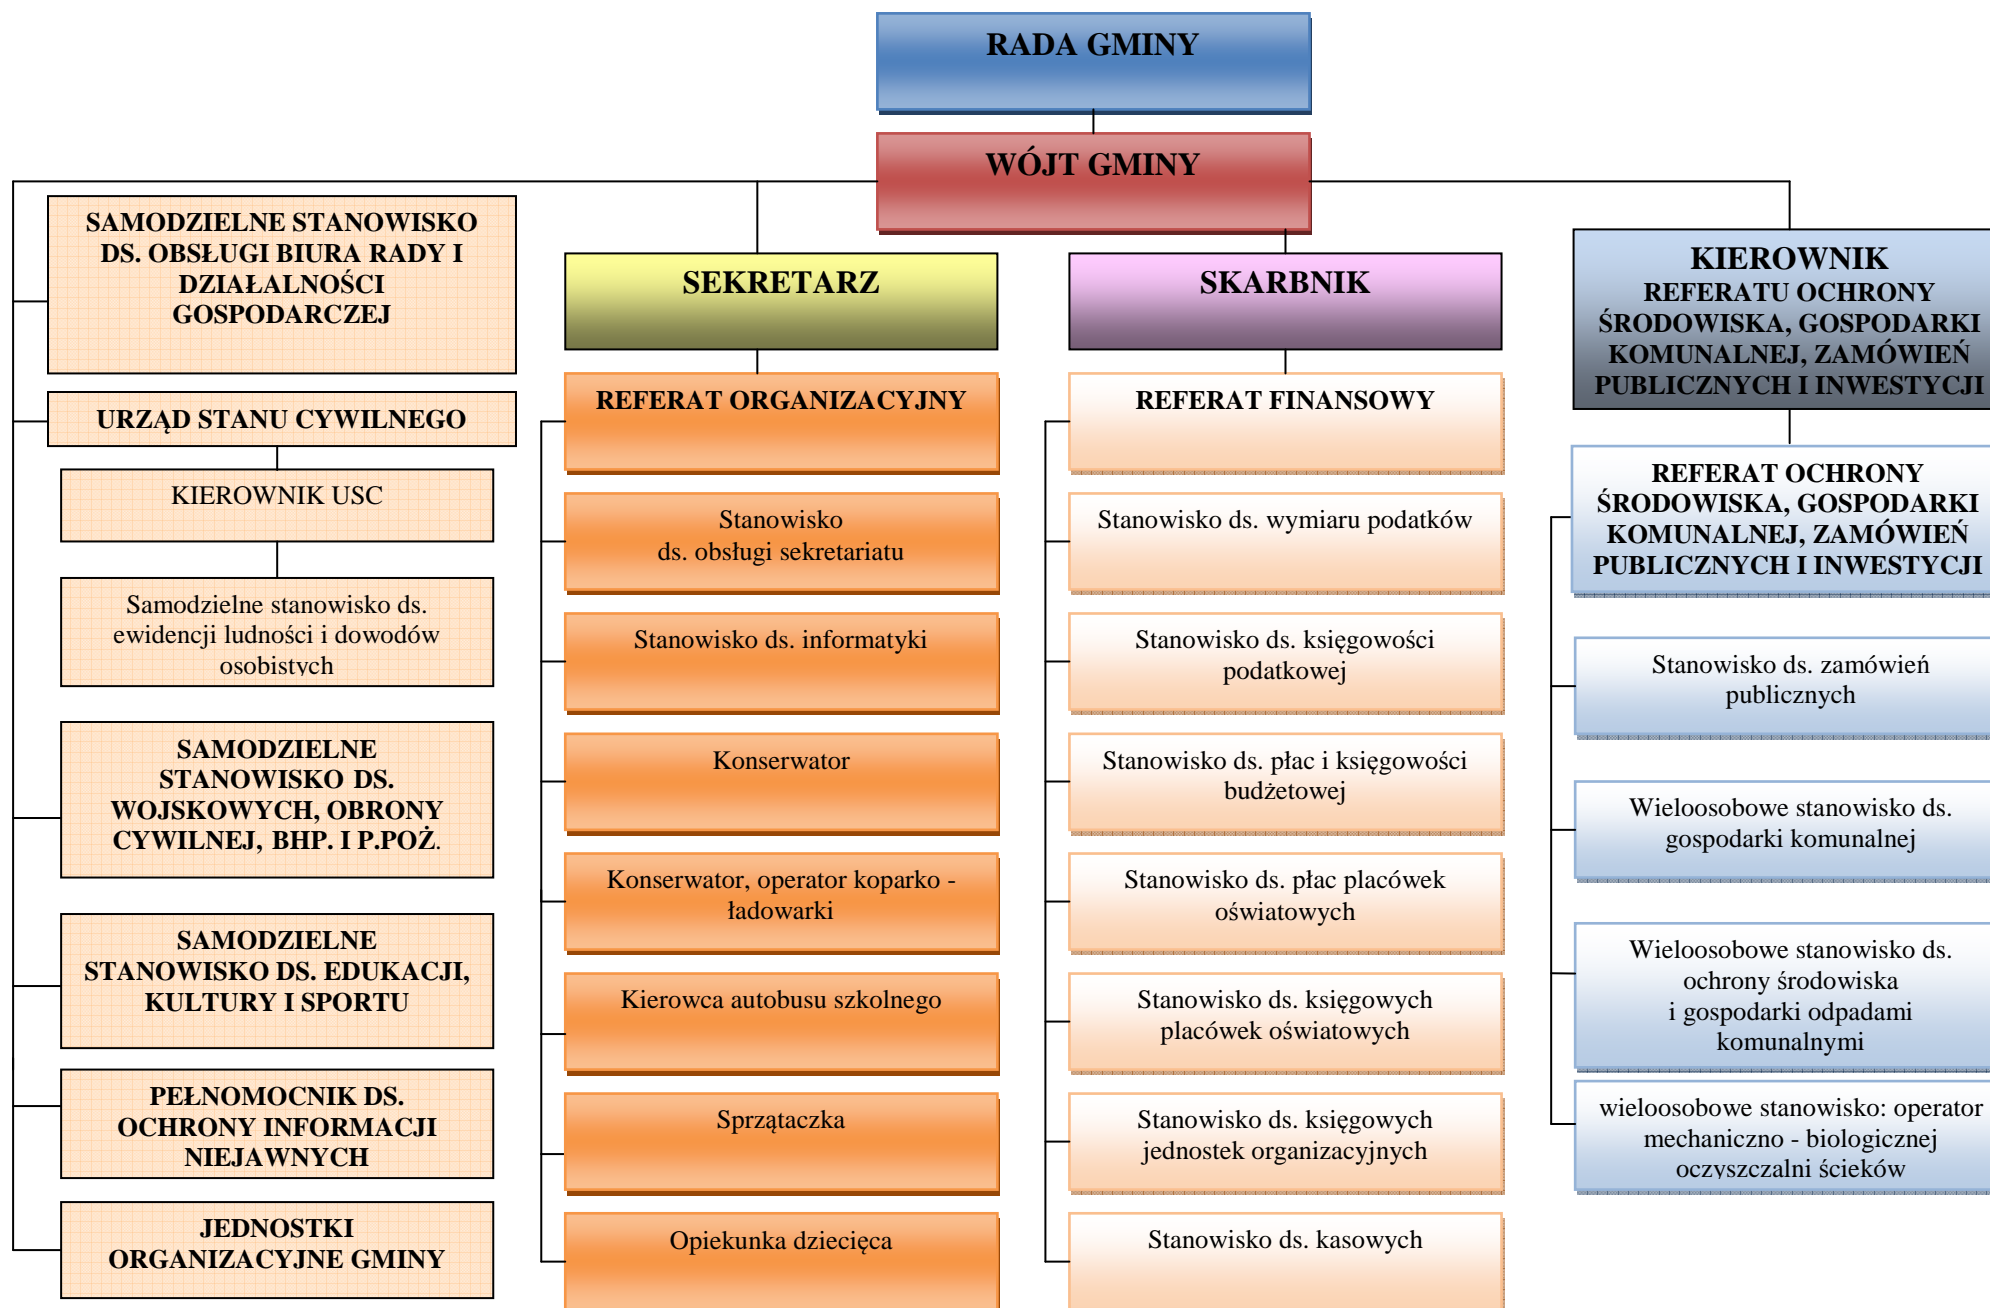 RADA GMINY
WÓJT GMINY
SAMODZIELNE STANOWISKO
DS. OBSŁUGI BIURA RADY I
DZIAŁALNOŚCI
GOSPODARCZEJ
URZĄD STANU CYWILNEGO
KIEROWNIK USC
Samodzielne stanowisko ds.
ewidencji ludności i dowodów
osobistych
SAMODZIELNE
STANOWISKO DS.
WOJSKOWYCH, OBRONY
CYWILNEJ, BHP. I P.POŻ.
SAMODZIELNE
STANOWISKO DS. EDUKACJI,
KULTURY I SPORTU
PEŁNOMOCNIK DS.
OCHRONY INFORMACJI
NIEJAWNYCH
JEDNOSTKI
ORGANIZACYJNE GMINY
SEKRETARZ
REFERAT ORGANIZACYJNY
Stanowisko
ds. obsługi sekretariatu
Stanowisko ds. informatyki
Konserwator
Konserwator, operator koparko -
ładowarki
Kierowca autobusu szkolnego
Sprzątaczka
Opiekunka dziecięca
SKARBNIK
REFERAT FINANSOWY
Stanowisko ds. wymiaru podatków
Stanowisko ds. księgowości
podatkowej
Stanowisko ds. płac i księgowości
budżetowej
Stanowisko ds. płac placówek
oświatowych
Stanowisko ds. księgowych
placówek oświatowych
Stanowisko ds. księgowych
jednostek organizacyjnych
Stanowisko ds. kasowych
KIEROWNIK
REFERATU OCHRONY
ŚRODOWISKA, GOSPODARKI
KOMUNALNEJ, ZAMÓWIEŃ
PUBLICZNYCH I INWESTYCJI
REFERAT OCHRONY
ŚRODOWISKA, GOSPODARKI
KOMUNALNEJ, ZAMÓWIEŃ
PUBLICZNYCH I INWESTYCJI
Stanowisko ds. zamówień
publicznych
Wieloosobowe stanowisko ds.
gospodarki komunalnej
Wieloosobowe stanowisko ds.
ochrony środowiska
i gospodarki odpadami
komunalnymi
wieloosobowe stanowisko: operator
mechaniczno - biologicznej
oczyszczalni ścieków